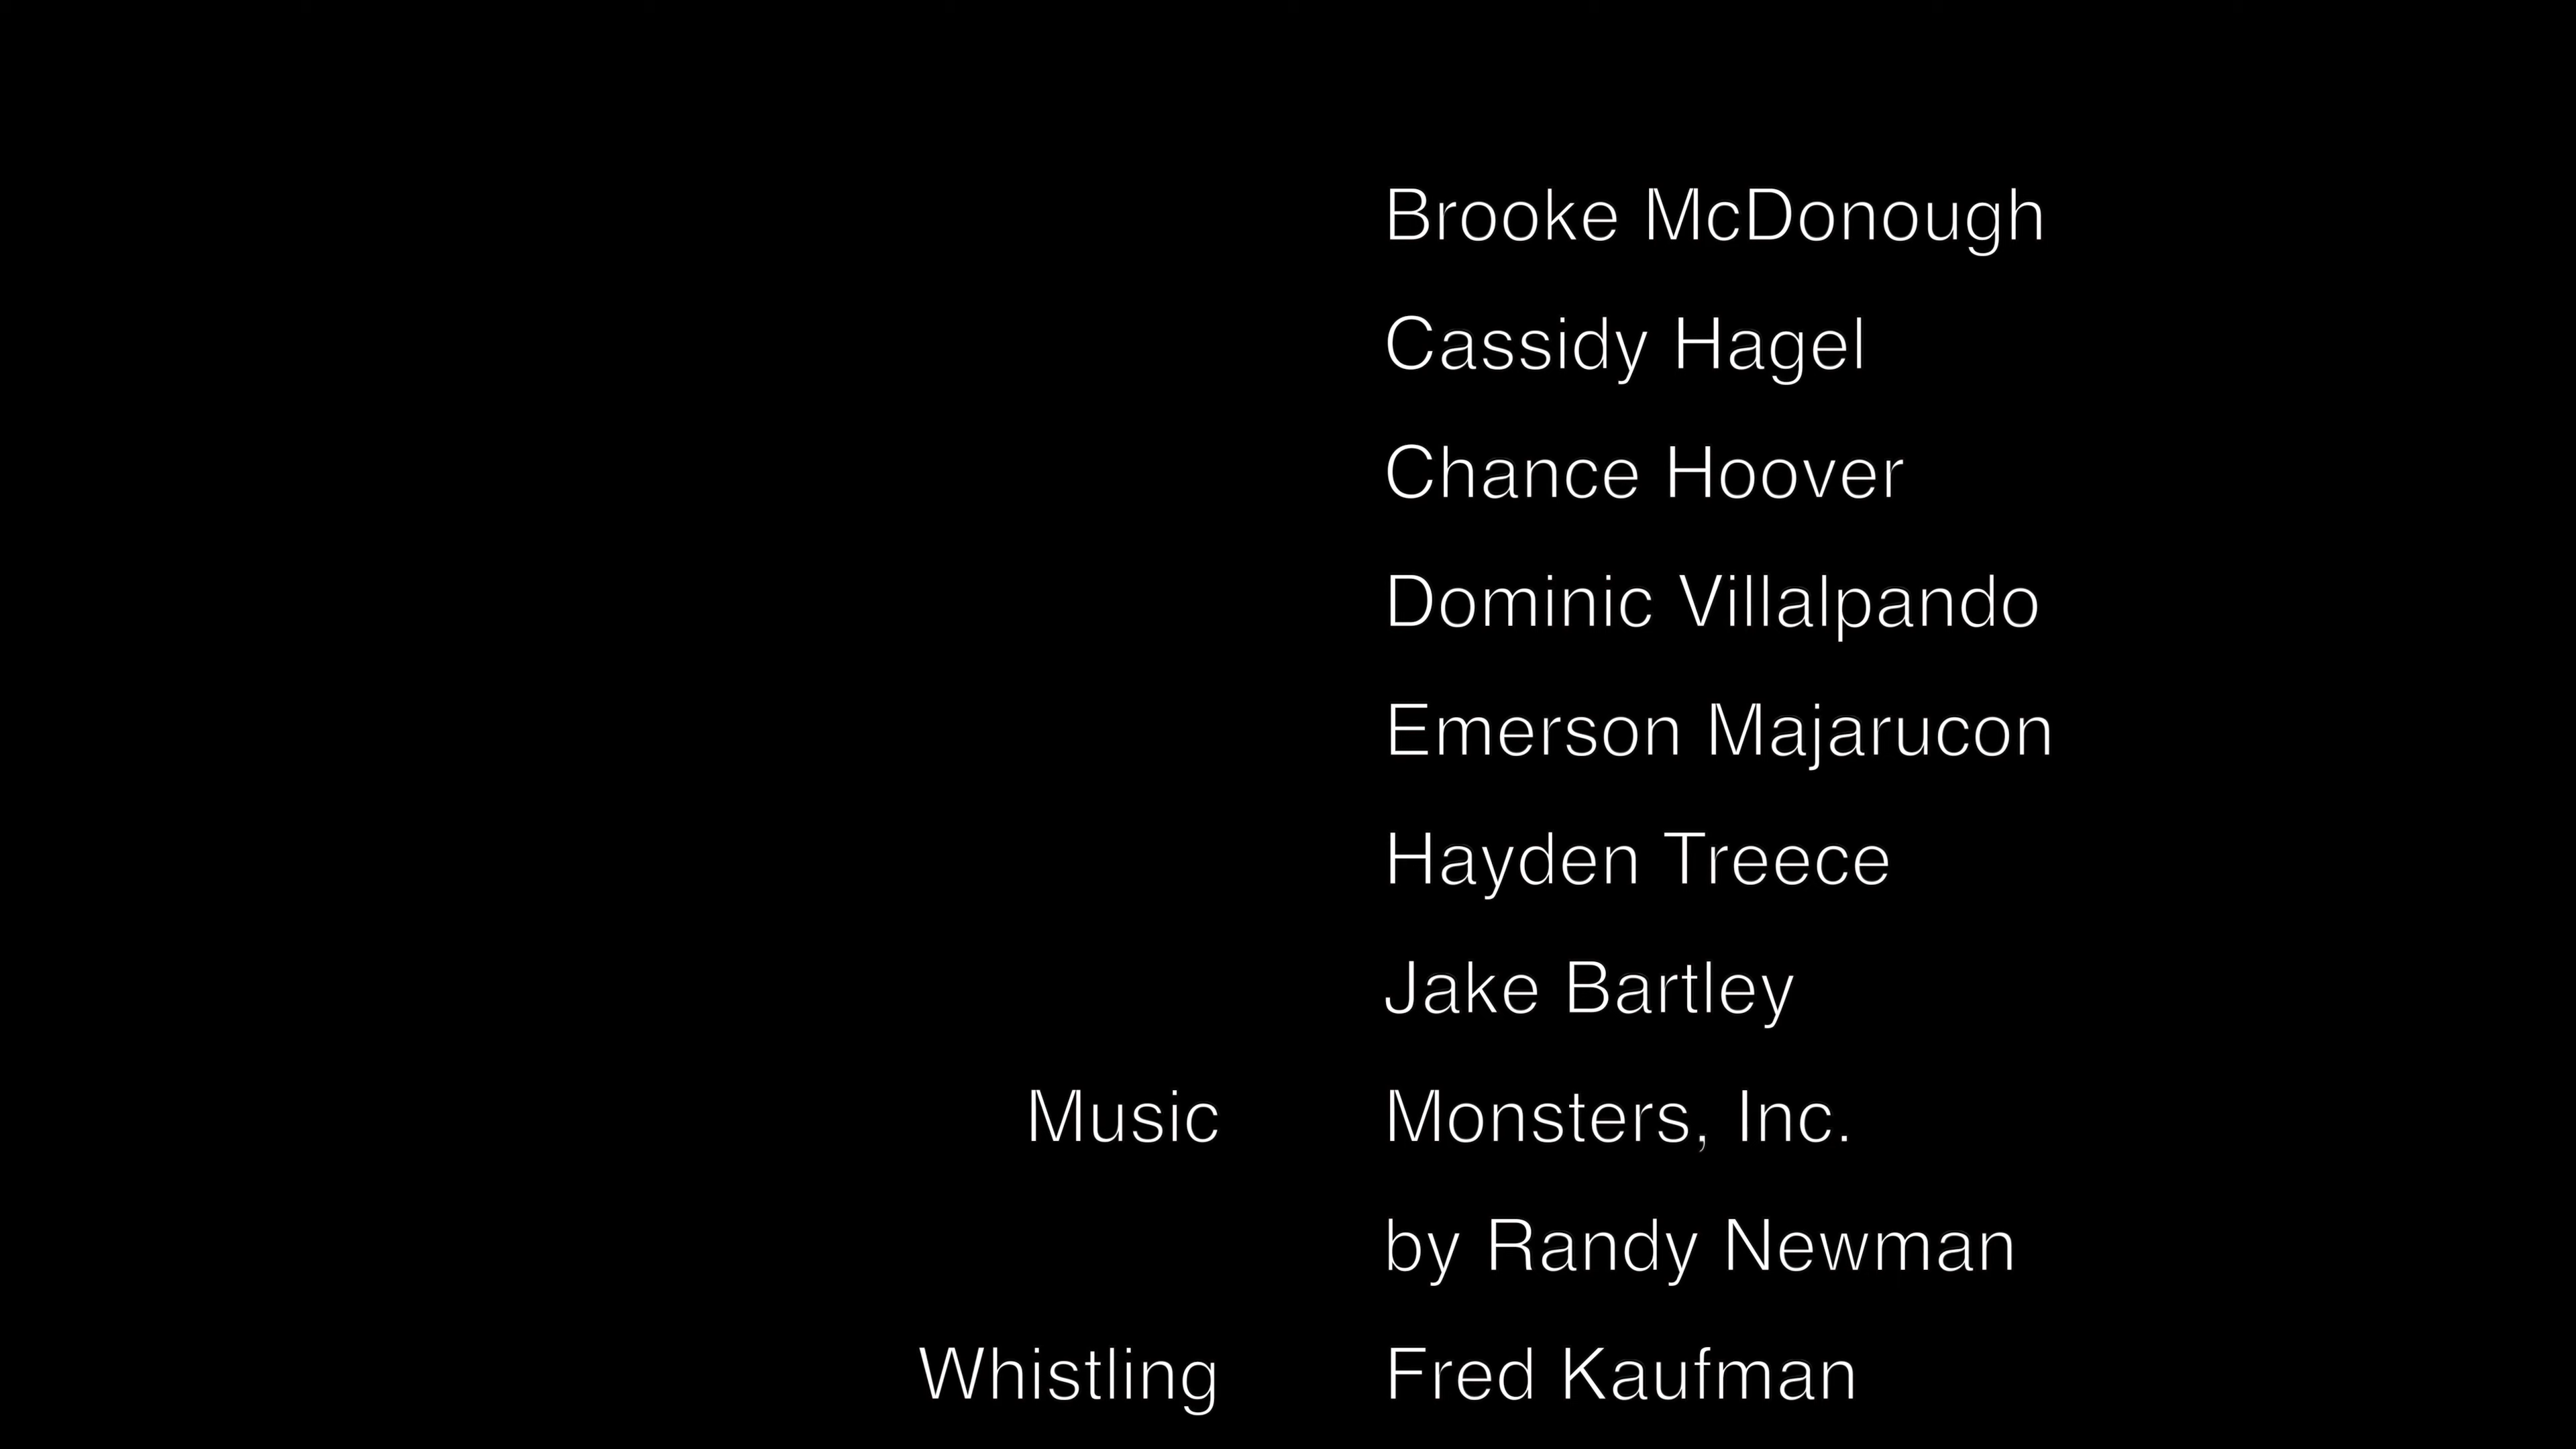 Brooke McDonough
Cassidy Hagel
Chance Hoover
Dominic Villalpando
Emerson Majarucon
Hayden Treece
Jake Bartley
Music Monsters, Inc.
by Randy Newman
Whistling Fred Kaufman